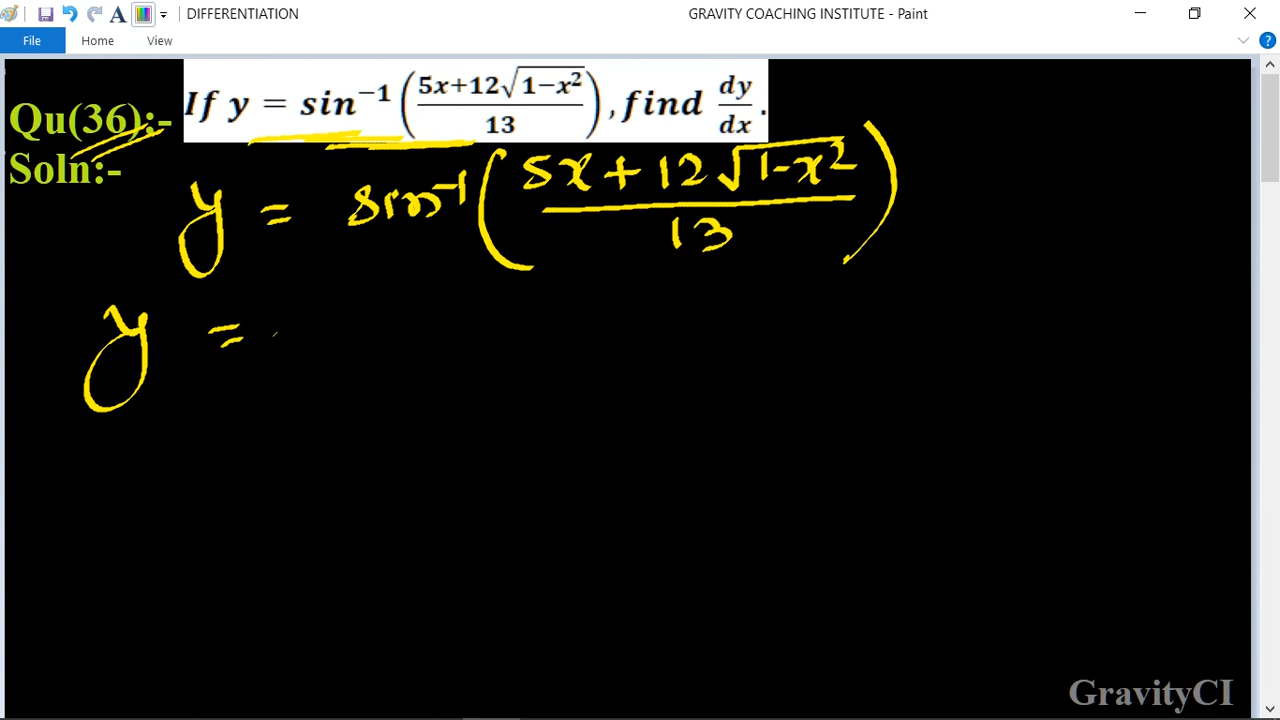 DIFFERENTIATION GRAVITY COACHING INSTITUTE - Paint
File Home View
Qu(36):- If y = sin⁻¹((5x+12√(1−x²))/13), find dy/dx.
Soln:-
y = sin⁻¹((5x+12√(1-x²))/13)
y =
GravityCI